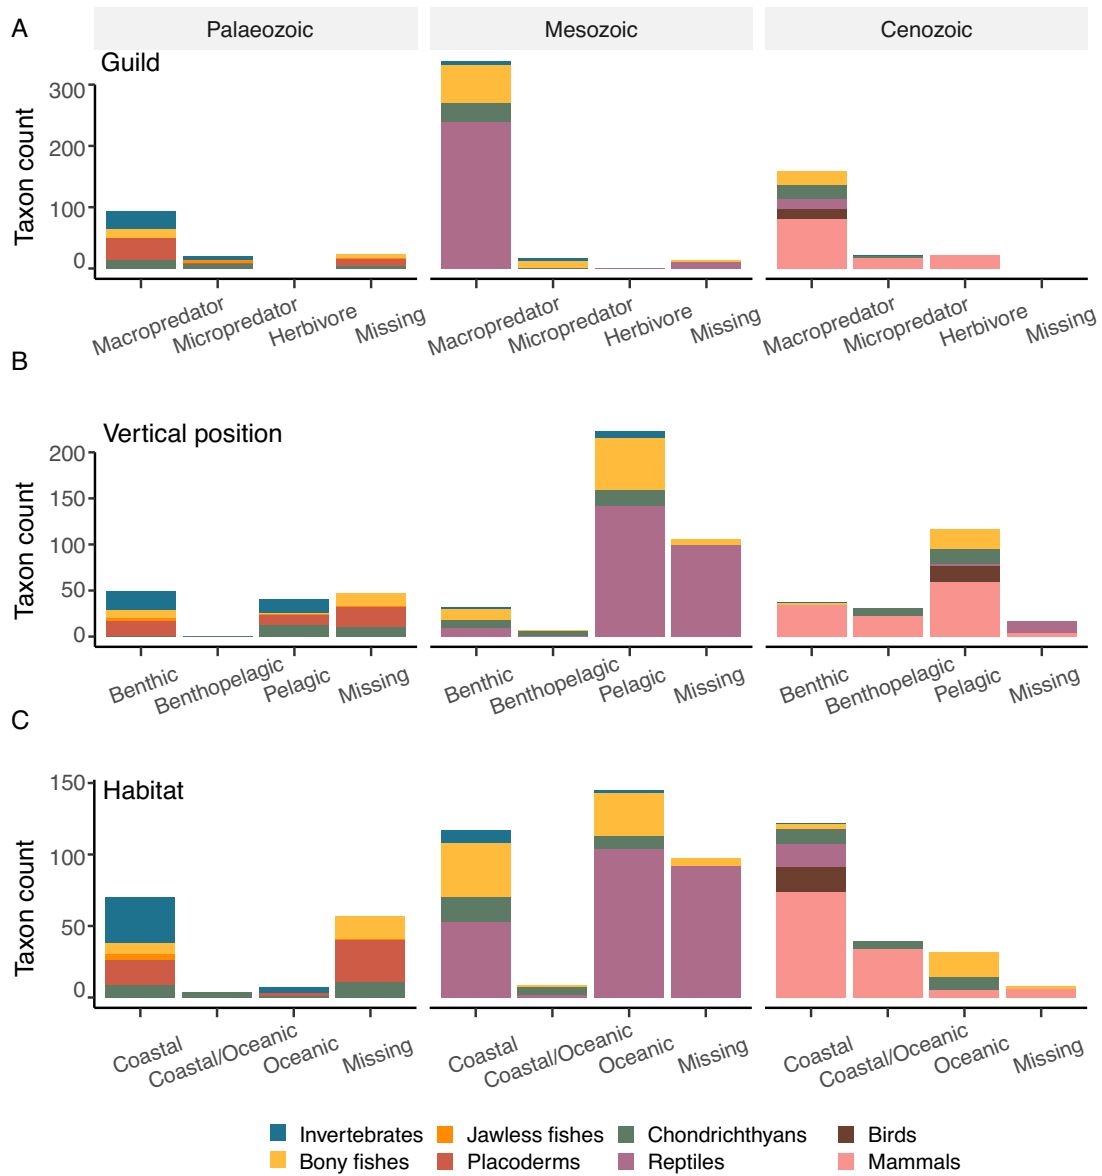 A
Palaeozoic Mesozoic Cenozoic
Guild
Taxon count
300
200
100
0
Macropredator Micropredator Herbivore Missing Macropredator Micropredator Herbivore Missing Macropredator Micropredator Herbivore Missing
B
Vertical position
Taxon count
200
150
100
50
0
Benthic Benthopelagic Pelagic Missing Benthic Benthopelagic Pelagic Missing Benthic Benthopelagic Pelagic Missing
C
Habitat
Taxon count
150
100
50
0
Coastal Coastal/Oceanic Oceanic Missing Coastal Coastal/Oceanic Oceanic Missing Coastal Coastal/Oceanic Oceanic Missing
Invertebrates Jawless fishes Chondrichthyans Birds
Bony fishes Placoderms Reptiles Mammals